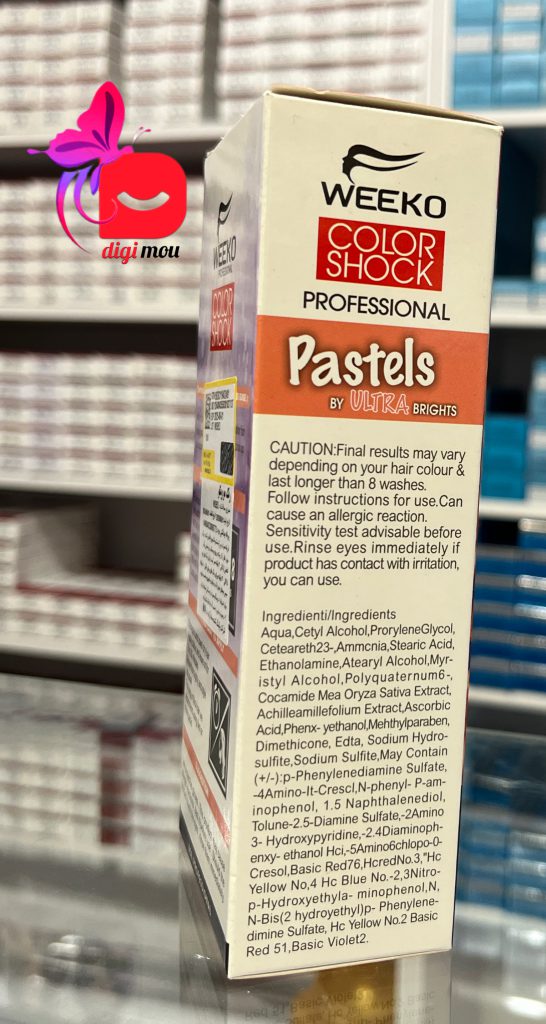 digi mou
WEEKO
PROFESSIONAL
COLOR
SHOCK
WEEKO
COLOR
SHOCK
PROFESSIONAL
Pastels
BY ULTRA BRIGHTS
CAUTION:Final results may vary
depending on your hair colour &
last longer than 8 washes.
Follow instructions for use.Can
cause an allergic reaction.
Sensitivity test advisable before
use.Rinse eyes immediately if
product has contact with irritation,
you can use.
Ingredienti/Ingredients
Aqua,Cetyl Alcohol,ProryleneGlycol,
Ceteareth23-,Ammcnia,Stearic Acid,
Ethanolamine,Atearyl Alcohol,Myr-
istyl Alcohol,Polyquaternum6-,
Cocamide Mea Oryza Sativa Extract,
Achilleamillefolium Extract,Ascorbic
Acid,Phenx- yethanol,Mehthylparaben,
Dimethicone, Edta, Sodium Hydro-
sulfite,Sodium Sulfite,May Contain
(+/-):p-Phenylenediamine Sulfate,
-4Amino-It-Crescl,N-phenyl- P-am-
inophenol, 1.5 Naphthalenediol,
Tolune-2.5-Diamine Sulfate,-2Amino
3- Hydroxypyridine,-2.4Diaminoph-
enxy- ethanol Hci,-5Amino6chlopo-0-
Cresol,Basic Red76,HcredNo.3,"Hc
Yellow No,4 Hc Blue No.-2,3Nitro-
p-Hydroxyethyla- minophenol,N,
N-Bis(2 hydroyethyl)p- Phenylene-
dimine Sulfate, Hc Yellow No.2 Basic
Red 51,Basic Violet2.